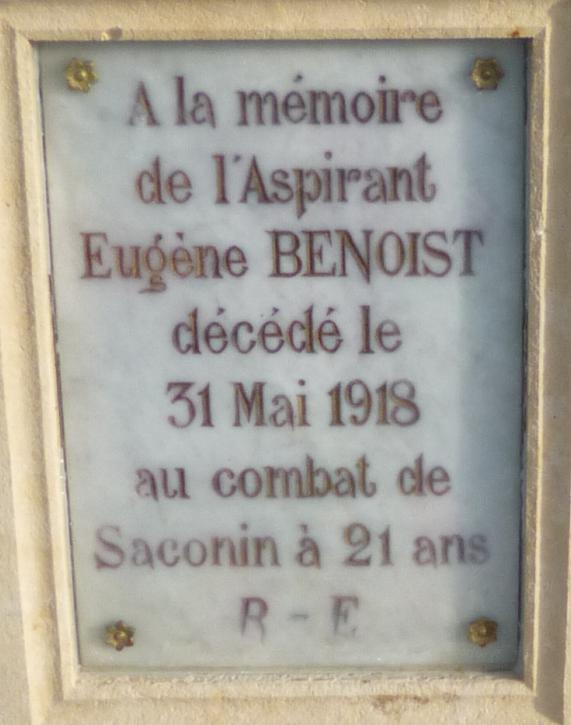 A la mémoire
de l'Aspirant
Eugène BENOIST
décédé le
31 Mai 1918
au combat de
Saconin à 21 ans
R - E